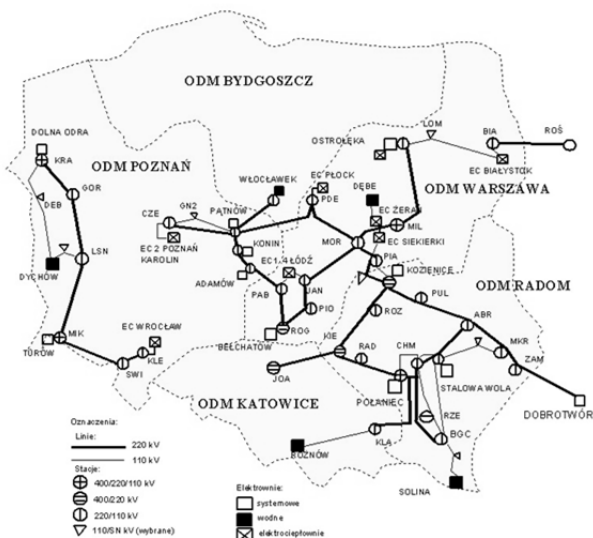 ODM BYDGOSZCZ
LOM
DOLNA ODRA
OSTROŁĘKA
BIA
ROŚ
KRA
ODM POZNAŃ
WŁOCŁAWEK
EC PŁOCK
DĘBE
EC BIAŁYSTOK
GOR
ODM WARSZAWA
DEB
CZE
GN2
PĄTNÓW
PDE
EC ŻERAŃ
MIL
EC 2 POZNAŃ
KAROLIN
KONIN
MOR
EC SIEKIERKI
LSN
EC1-4 ŁÓDŹ
PIA
KOZIENICE
DYCHÓW
ADAMÓW
PAB
JAN
ODM RADOM
PUL
EC WROCŁAW
PIO
ROZ
ABR
MIK
ROG
KIE
MKR
TURÓW
BEŁCHATÓW
RAD
CHM
ZAM
KLE
SWI
JOA
STALOWA WOLA
POŁANIEC
DOBROTWÓR
ODM KATOWICE
RZE
KLA
BGC
Oznaczenia:
Linie:
220 kV
ROŻNÓW
110 kV
Stacje:
400/220/110 kV
Elektrownie:
SOLINA
400/220 kV
systemowe
220/110 kV
wodne
110/SN kV (wybrane)
elektrociepłownie